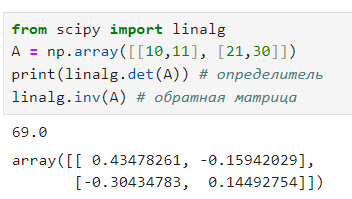 from scipy import linalg
A = np.array([[10,11], [21,30]])
print(linalg.det(A)) # определитель
linalg.inv(A) # обратная матрица
69.0
array([[ 0.43478261, -0.15942029],
[-0.30434783, 0.14492754]])